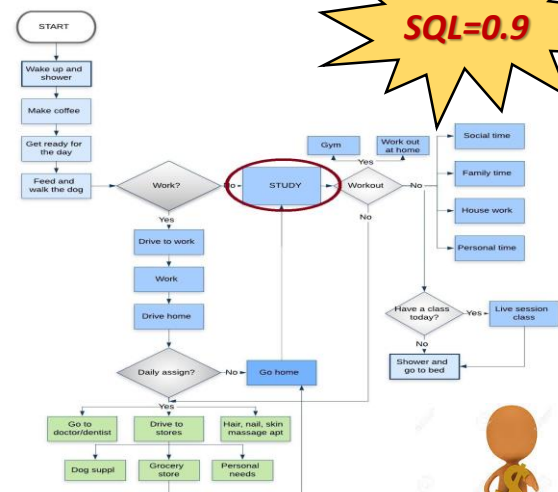 START
SQL=0.9
Wake up and
shower
Make coffee
Get ready for
the day
Feed and
walk the dog
Work?
No
STUDY
Workout
Yes
Gym
Work out
at home
No
Social time
Family time
House work
Personal time
No
Yes
Drive to work
Work
Drive home
Have a class
today?
Yes
Live session
class
No
Shower and
go to bed
Daily assign?
No
Go home
Yes
Go to
doctor/dentist
Drive to
stores
Hair, nail, skin
massage apt
Dog suppl
Grocery
store
Personal
needs